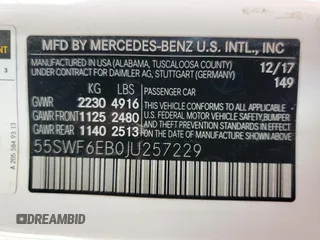 MFD BY MERCEDES-BENZ U.S. INTL., INC
MADE IN USA (ALABAMA, TUSCALOOSA COUNTY)
UNDER CONTRACT FOR DAIMLER AG, STUTTGART (GERMANY)
12/17
149
KG LBS
GVWR 2230 4916
GAWR FRONT 1125 2480
GAWR REAR 1140 2513
THIS VEHICLE CONFORMS TO ALL APPLICABLE U.S.
FEDERAL MOTOR VEHICLE SAFETY, BUMPER, AND
THEFT PREVENTION STANDARDS IN EFFECT ON
THE DATE OF MANUFACTURE SHOWN ABOVE.
55SWF6EB0JU257229
3
DREAMBID